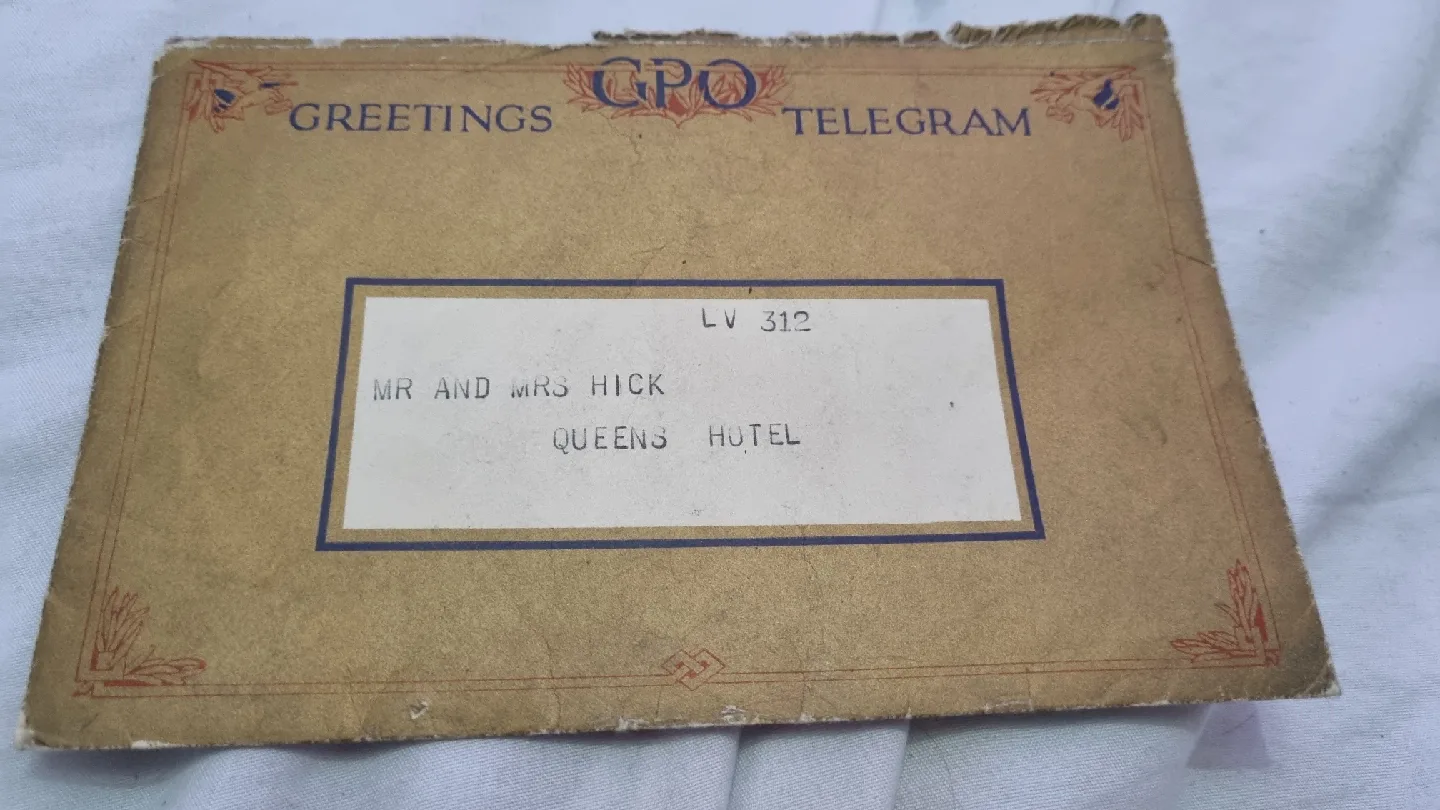 GPO
GREETINGS TELEGRAM
LV 312
MR AND MRS HICK
QUEENS HOTEL